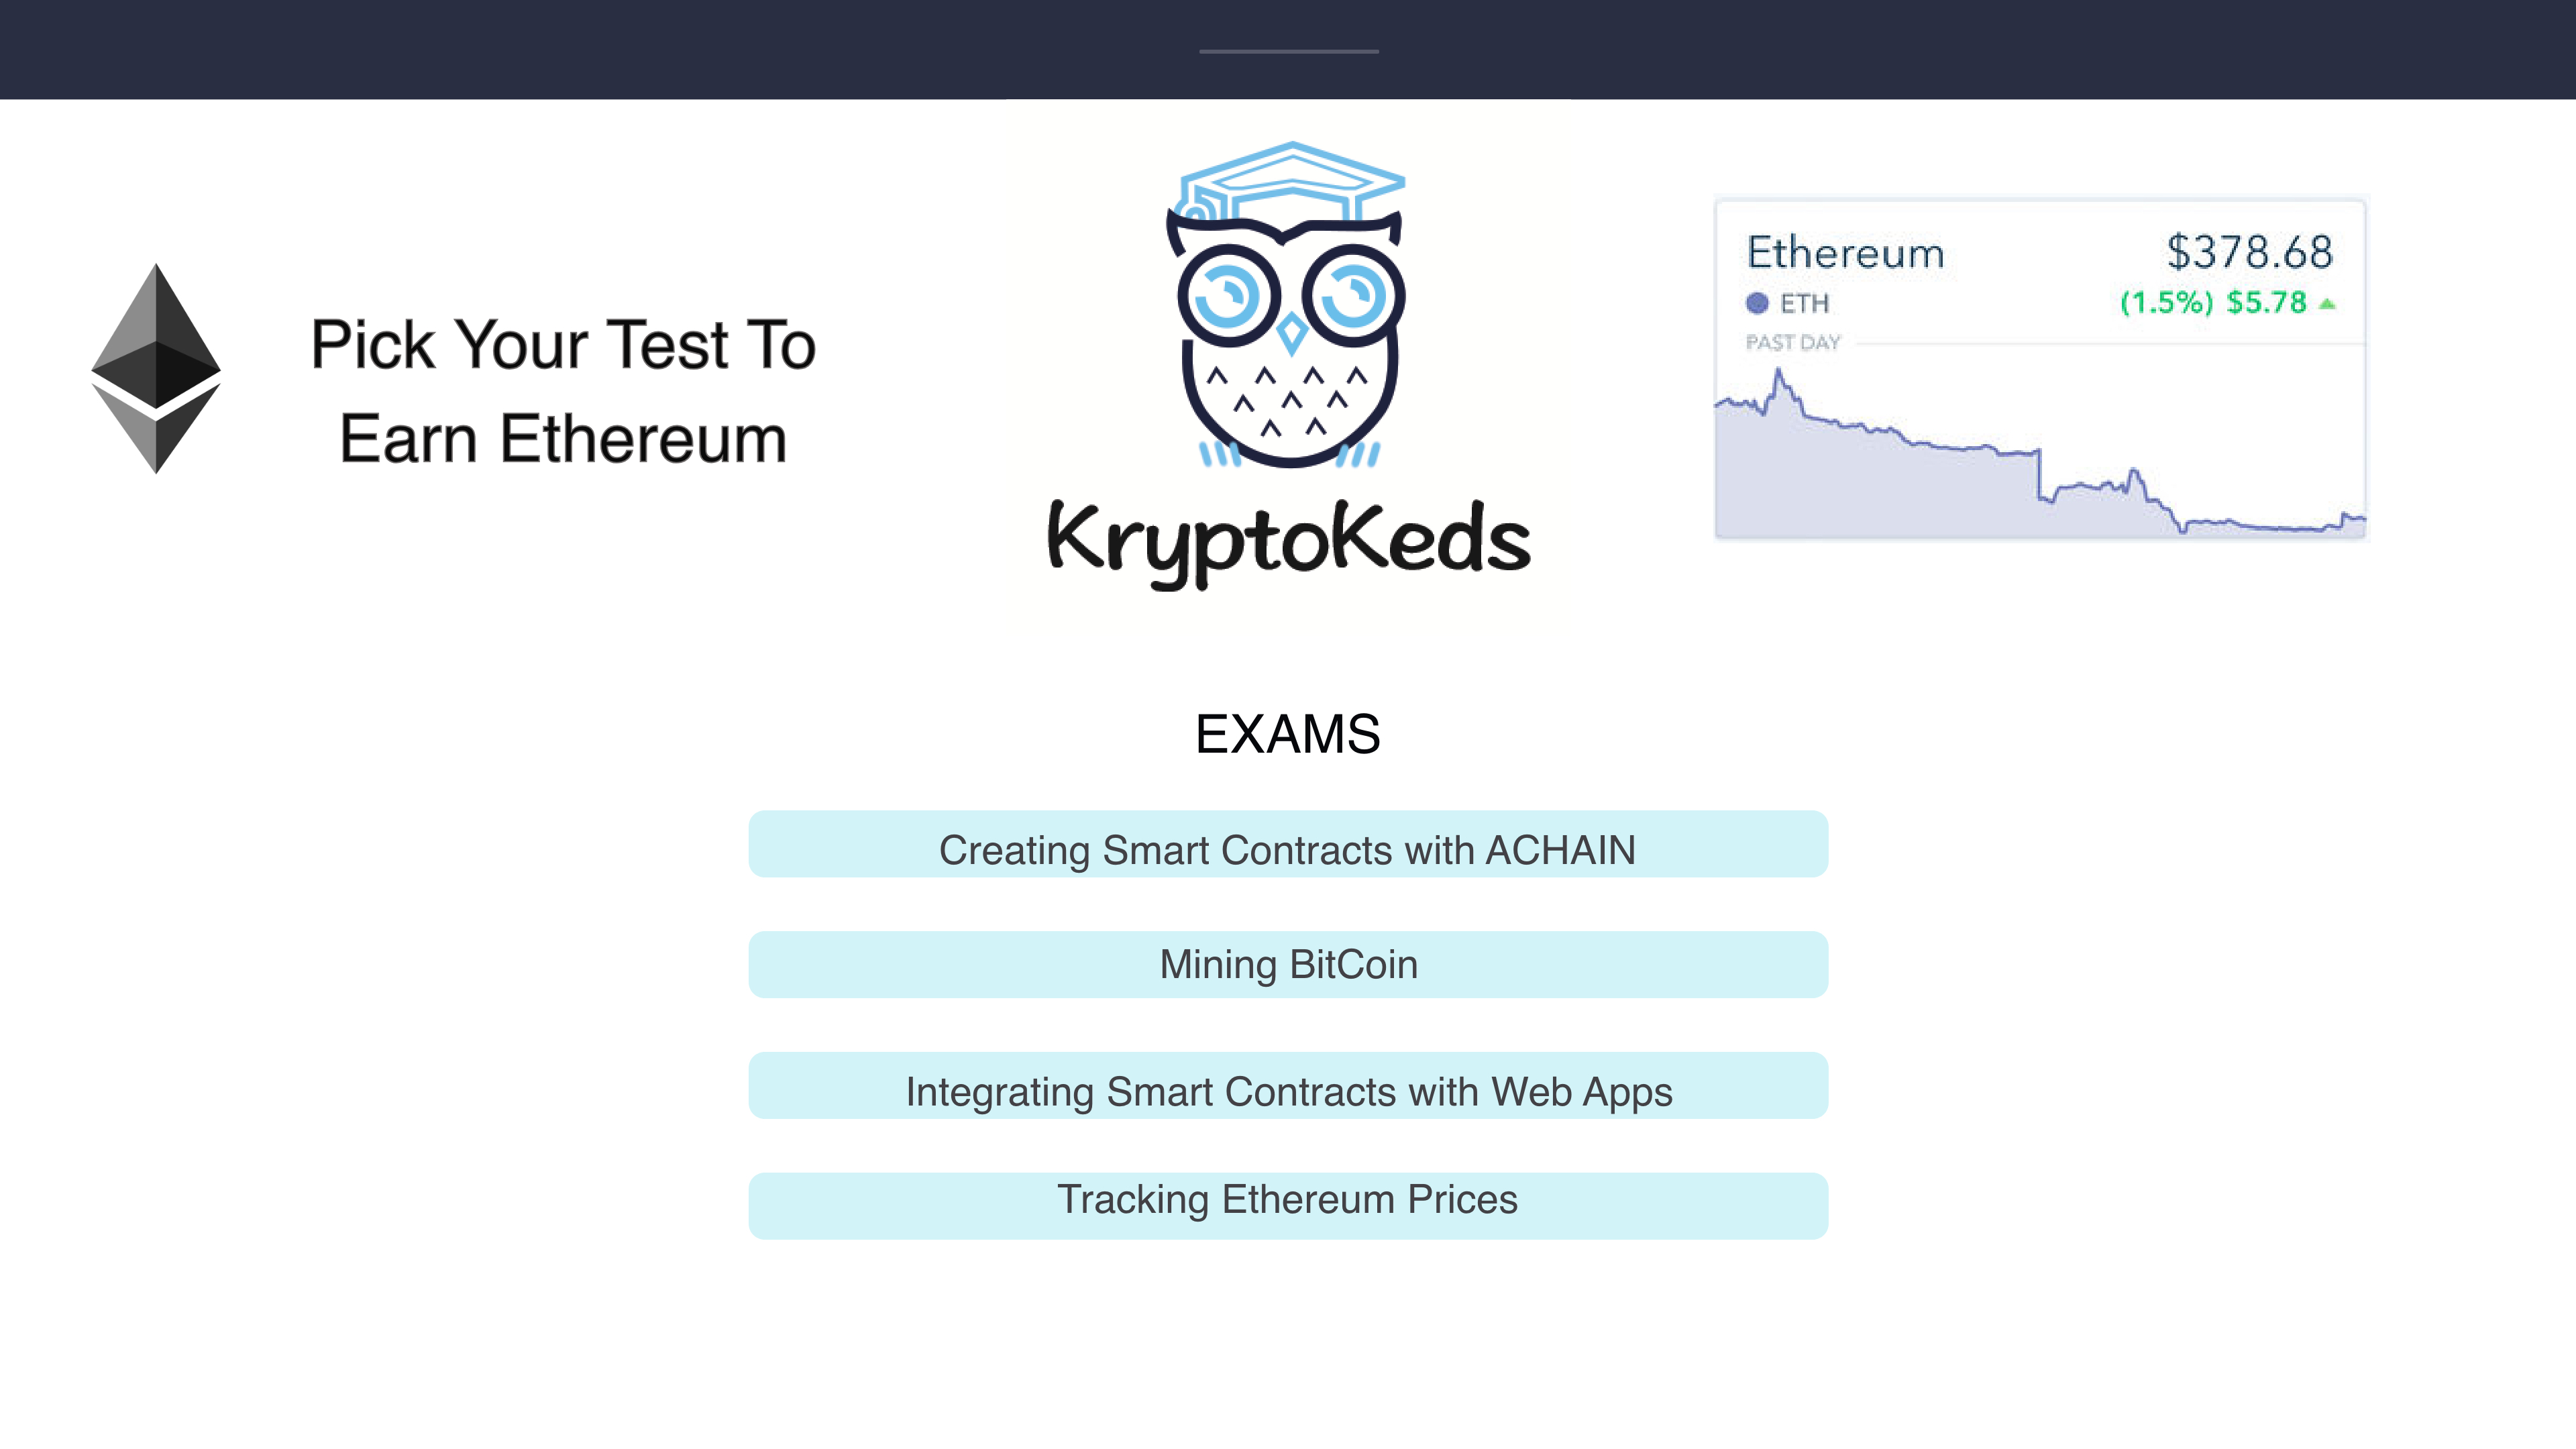 Pick Your Test To
Earn Ethereum
KryptoKeds
Ethereum
$378.68
ETH
(1.5%) $5.78
PAST DAY
EXAMS
Creating Smart Contracts with ACHAIN
Mining BitCoin
Integrating Smart Contracts with Web Apps
Tracking Ethereum Prices